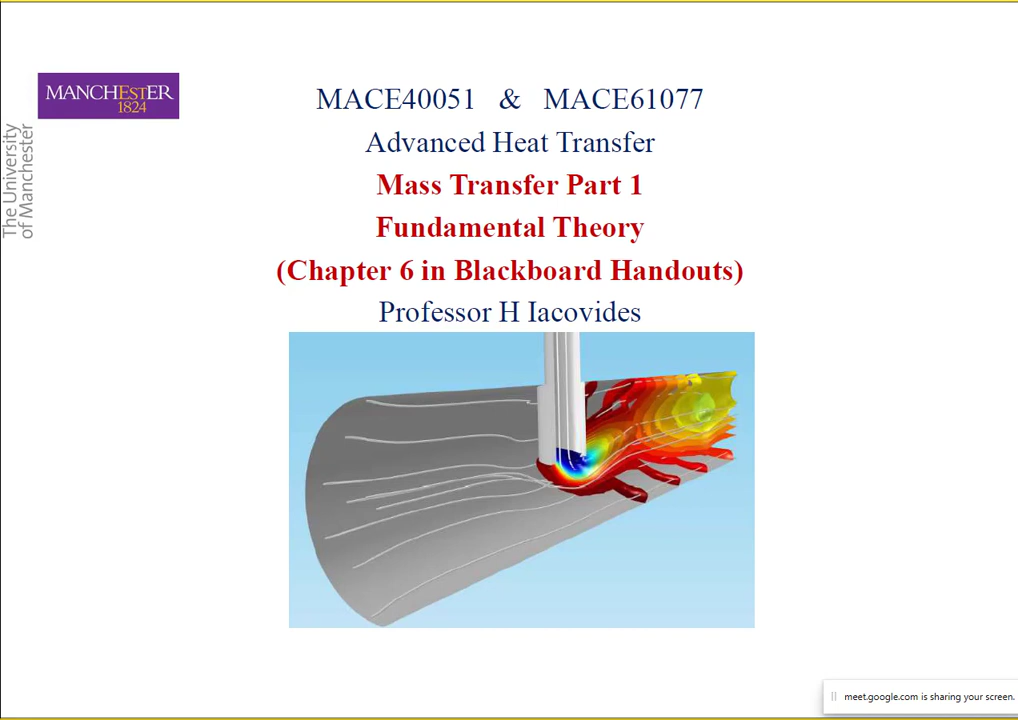 MANCHESTER
1824
The University
of Manchester
MACE40051 & MACE61077
Advanced Heat Transfer
Mass Transfer Part 1
Fundamental Theory
(Chapter 6 in Blackboard Handouts)
Professor H Iacovides
meet.google.com is sharing your screen.